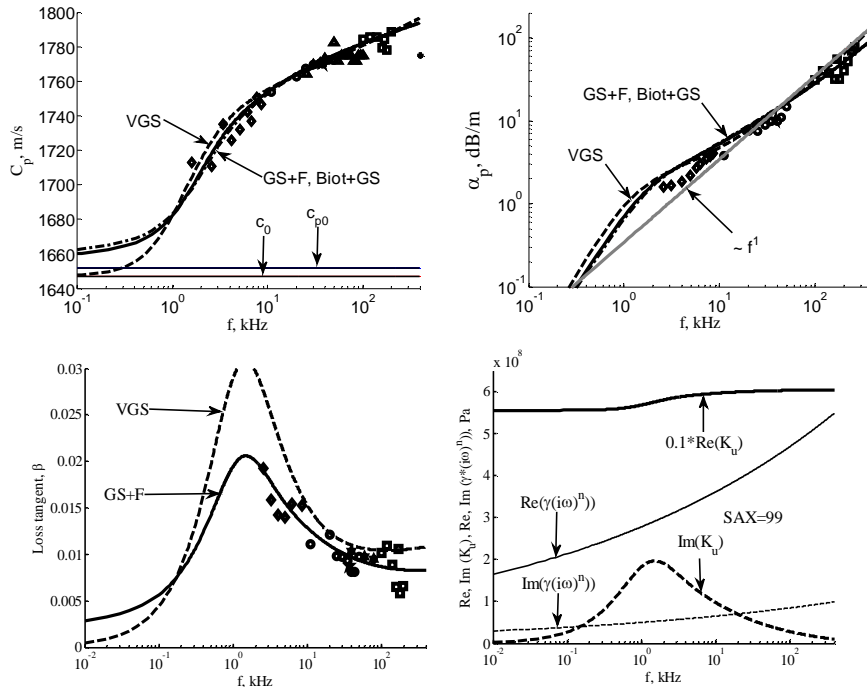 1800
1780
1760
1740
1720
1700
1680
1660
1640
C_p, m/s
VGS
GS+F, Biot+GS
c_0
c_p0
10^-1
10^0
10^1
10^2
f, kHz
10^2
10^1
10^0
10^-1
α_p, dB/m
GS+F, Biot+GS
VGS
~ f^1
10^-1
10^0
10^1
10^2
f, kHz
0.03
0.025
0.02
0.015
0.01
0.005
0
Loss tangent, β
VGS
GS+F
10^-2
10^-1
10^0
10^1
10^2
f, kHz
x 10^8
6
5
4
3
2
1
0
Re, Im (K_u), Re, Im (γ*(iω)^n), Pa
0.1*Re(K_u)
Re(γ(iω)^n))
SAX=99
Im(K_u)
Im(γ(iω)^n))
10^-2
10^-1
10^0
10^1
10^2
f, kHz